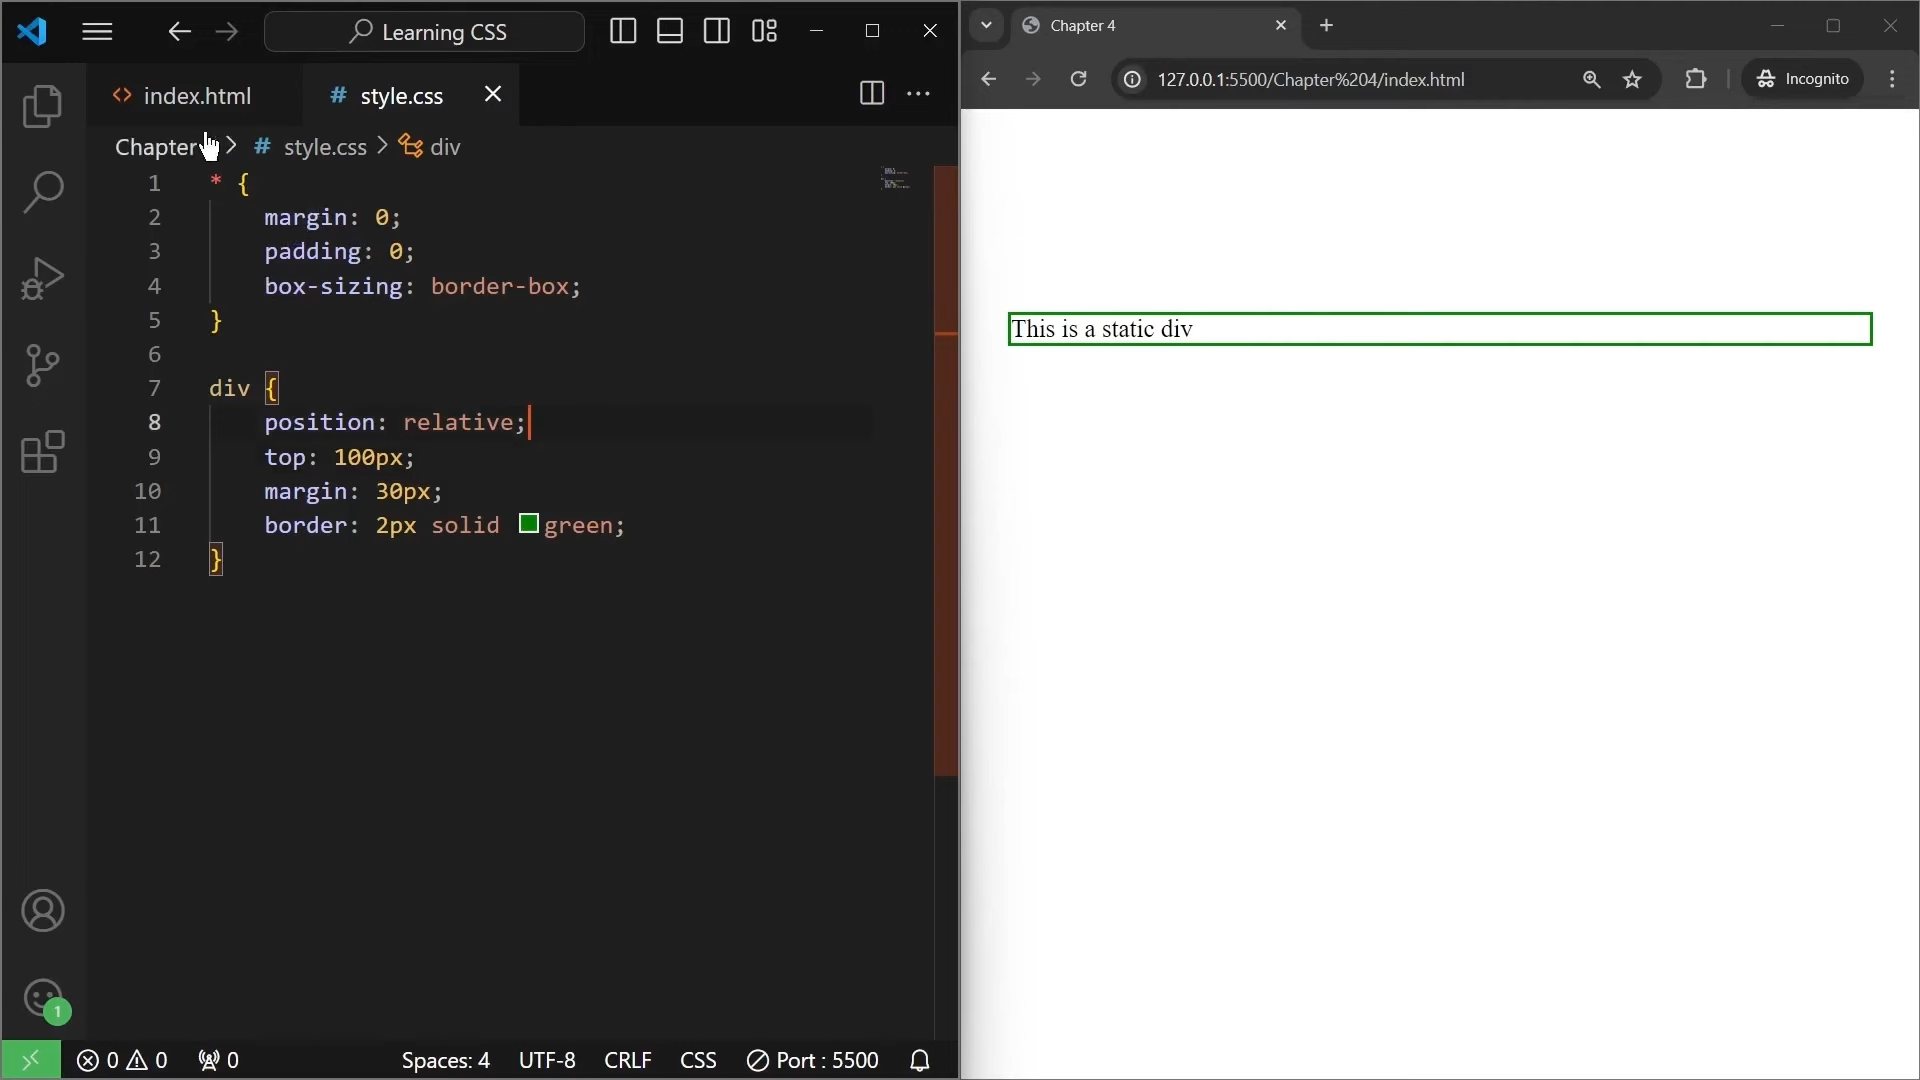 Learning CSS
index.html
# style.css
Chapter
# style.css
div
1 * {
2 margin: 0;
3 padding: 0;
4 box-sizing: border-box;
5 }
6
7 div {
8 position: relative;
9 top: 100px;
10 margin: 30px;
11 border: 2px solid green;
12 }
1
0 0 0
Spaces: 4 UTF-8 CRLF CSS Port : 5500
Chapter 4
127.0.0.1:5500/Chapter%204/index.html
Incognito
This is a static div